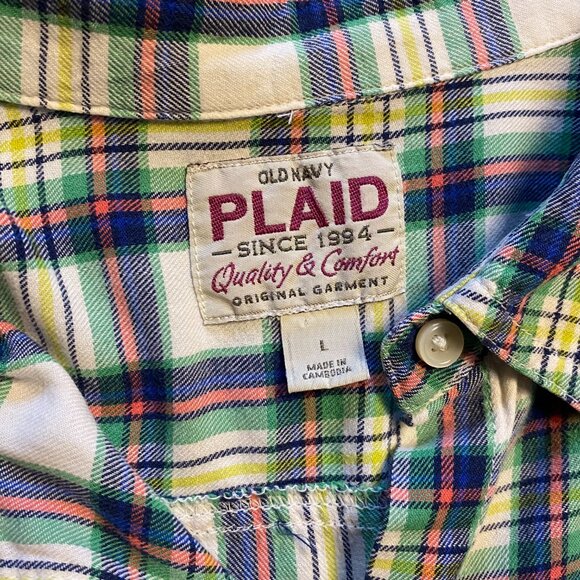 OLD NAVY
PLAID
SINCE 1994
Quality & Comfort
ORIGINAL GARMENT
L
MADE IN
CAMBODIA